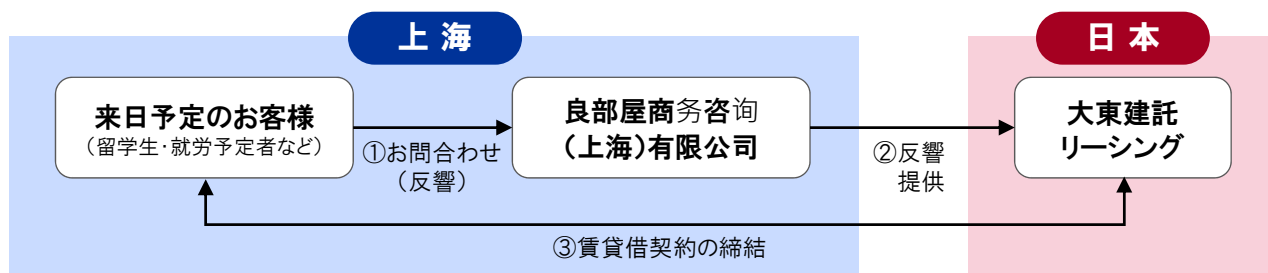 上海
日本
来日予定のお客様
（留学生・就労予定者など）
①お問合わせ
（反響）
良部屋商务咨询
（上海）有限公司
②反響
提供
大東建託
リーシング
③賃貸借契約の締結